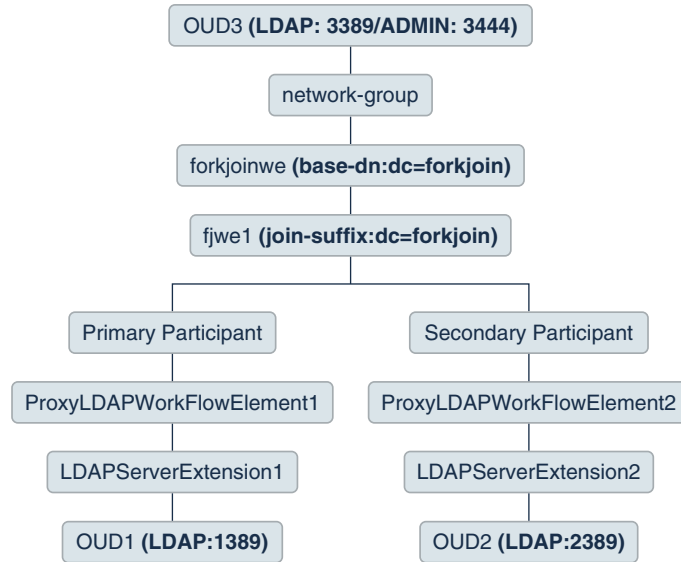 OUD3 (LDAP: 3389/ADMIN: 3444)
network-group
forkjoinwe (base-dn:dc=forkjoin)
fjwe1 (join-suffix:dc=forkjoin)
Primary Participant
Secondary Participant
ProxyLDAPWorkFlowElement1
ProxyLDAPWorkFlowElement2
LDAPServerExtension1
LDAPServerExtension2
OUD1 (LDAP:1389)
OUD2 (LDAP:2389)